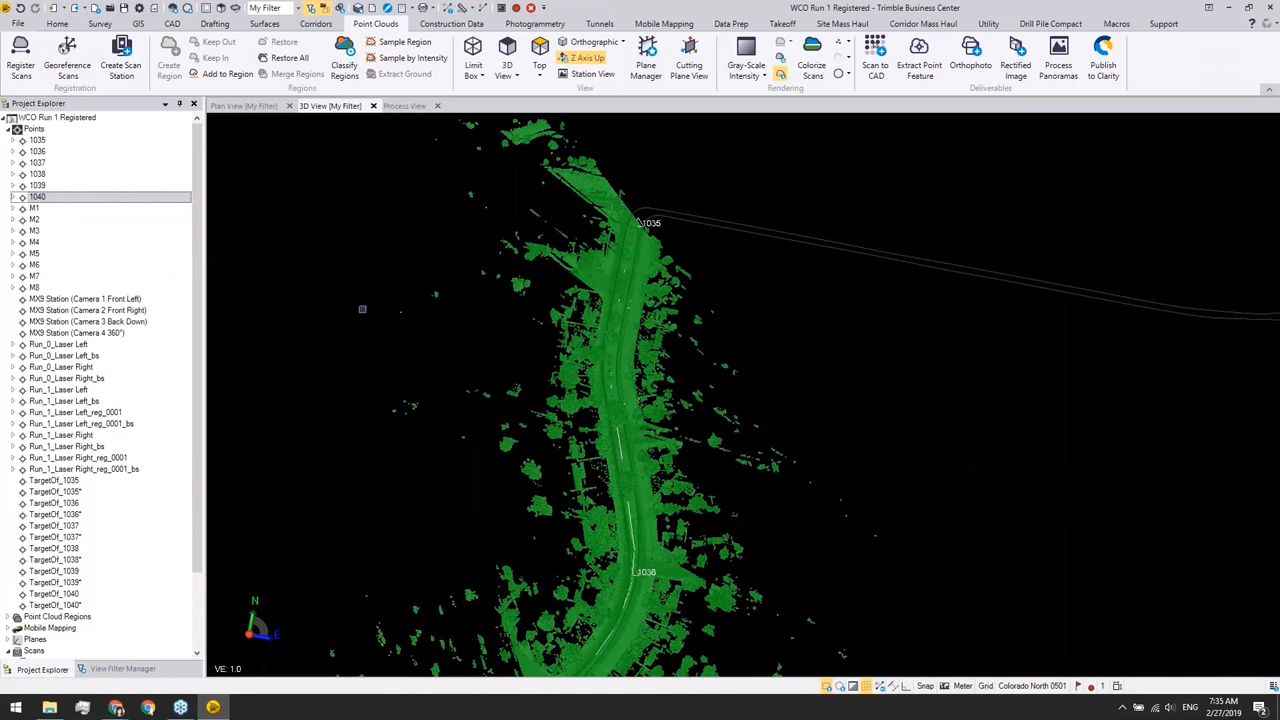 My Filter
WCO Run 1 Registered - Trimble Business Center
File Home Survey GIS CAD Drafting Surfaces Corridors Point Clouds Construction Data Photogrammetry Tunnels Mobile Mapping Data Prep Takeoff Site Mass Haul Corridor Mass Haul Utility Drill Pile Compact Macros Support
Register Scans
Georeference Scans
Create Scan Station
Registration
Create Region
Keep Out
Keep In
Add to Region
Restore
Restore All
Merge Regions
Regions
Classify Regions
Sample Region
Sample by Intensity
Extract Ground
Limit Box
3D View
Top
Orthographic
Z Axis Up
Station View
View
Plane Manager
Cutting Plane View
Gray-Scale Intensity
Colorize Scans
Rendering
Scan to CAD
Extract Point Feature
Orthophoto
Rectified Image
Process Panoramas
Publish to Clarity
Deliverables
Project Explorer
Plan View [My Filter]
3D View [My Filter]
Process View
WCO Run 1 Registered
Points
1035
1036
1037
1038
1039
1040
M1
M2
M3
M4
M5
M6
M7
M8
MX9 Station (Camera 1 Front Left)
MX9 Station (Camera 2 Front Right)
MX9 Station (Camera 3 Back Down)
MX9 Station (Camera 4 360°)
Run_0_Laser Left
Run_0_Laser Left_bs
Run_0_Laser Right
Run_0_Laser Right_bs
Run_1_Laser Left
Run_1_Laser Left_bs
Run_1_Laser Left_reg_0001
Run_1_Laser Left_reg_0001_bs
Run_1_Laser Right
Run_1_Laser Right_bs
Run_1_Laser Right_reg_0001
Run_1_Laser Right_reg_0001_bs
TargetOf_1035
TargetOf_1035*
TargetOf_1036
TargetOf_1036*
TargetOf_1037
TargetOf_1037*
TargetOf_1038
TargetOf_1038*
TargetOf_1039
TargetOf_1039*
TargetOf_1040
TargetOf_1040*
Point Cloud Regions
Mobile Mapping
Planes
Scans
Project Explorer
View Filter Manager
1035
1036
N
E
VE: 1.0
Snap Meter Grid Colorado North 0501 1
ENG
7:35 AM
2/27/2019
2